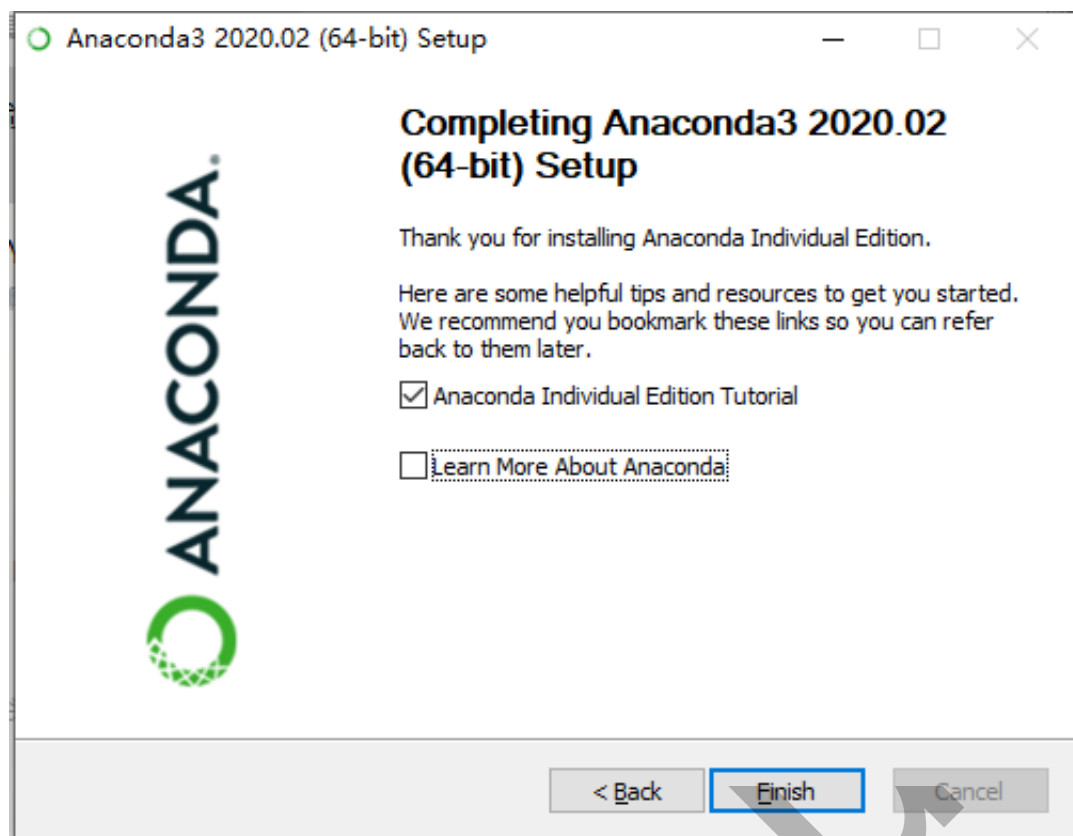 Anaconda3 2020.02 (64-bit) Setup
Completing Anaconda3 2020.02
(64-bit) Setup
ANACONDA.
Thank you for installing Anaconda Individual Edition.
Here are some helpful tips and resources to get you started.
We recommend you bookmark these links so you can refer
back to them later.
Anaconda Individual Edition Tutorial
Learn More About Anaconda
< Back
Finish
Cancel